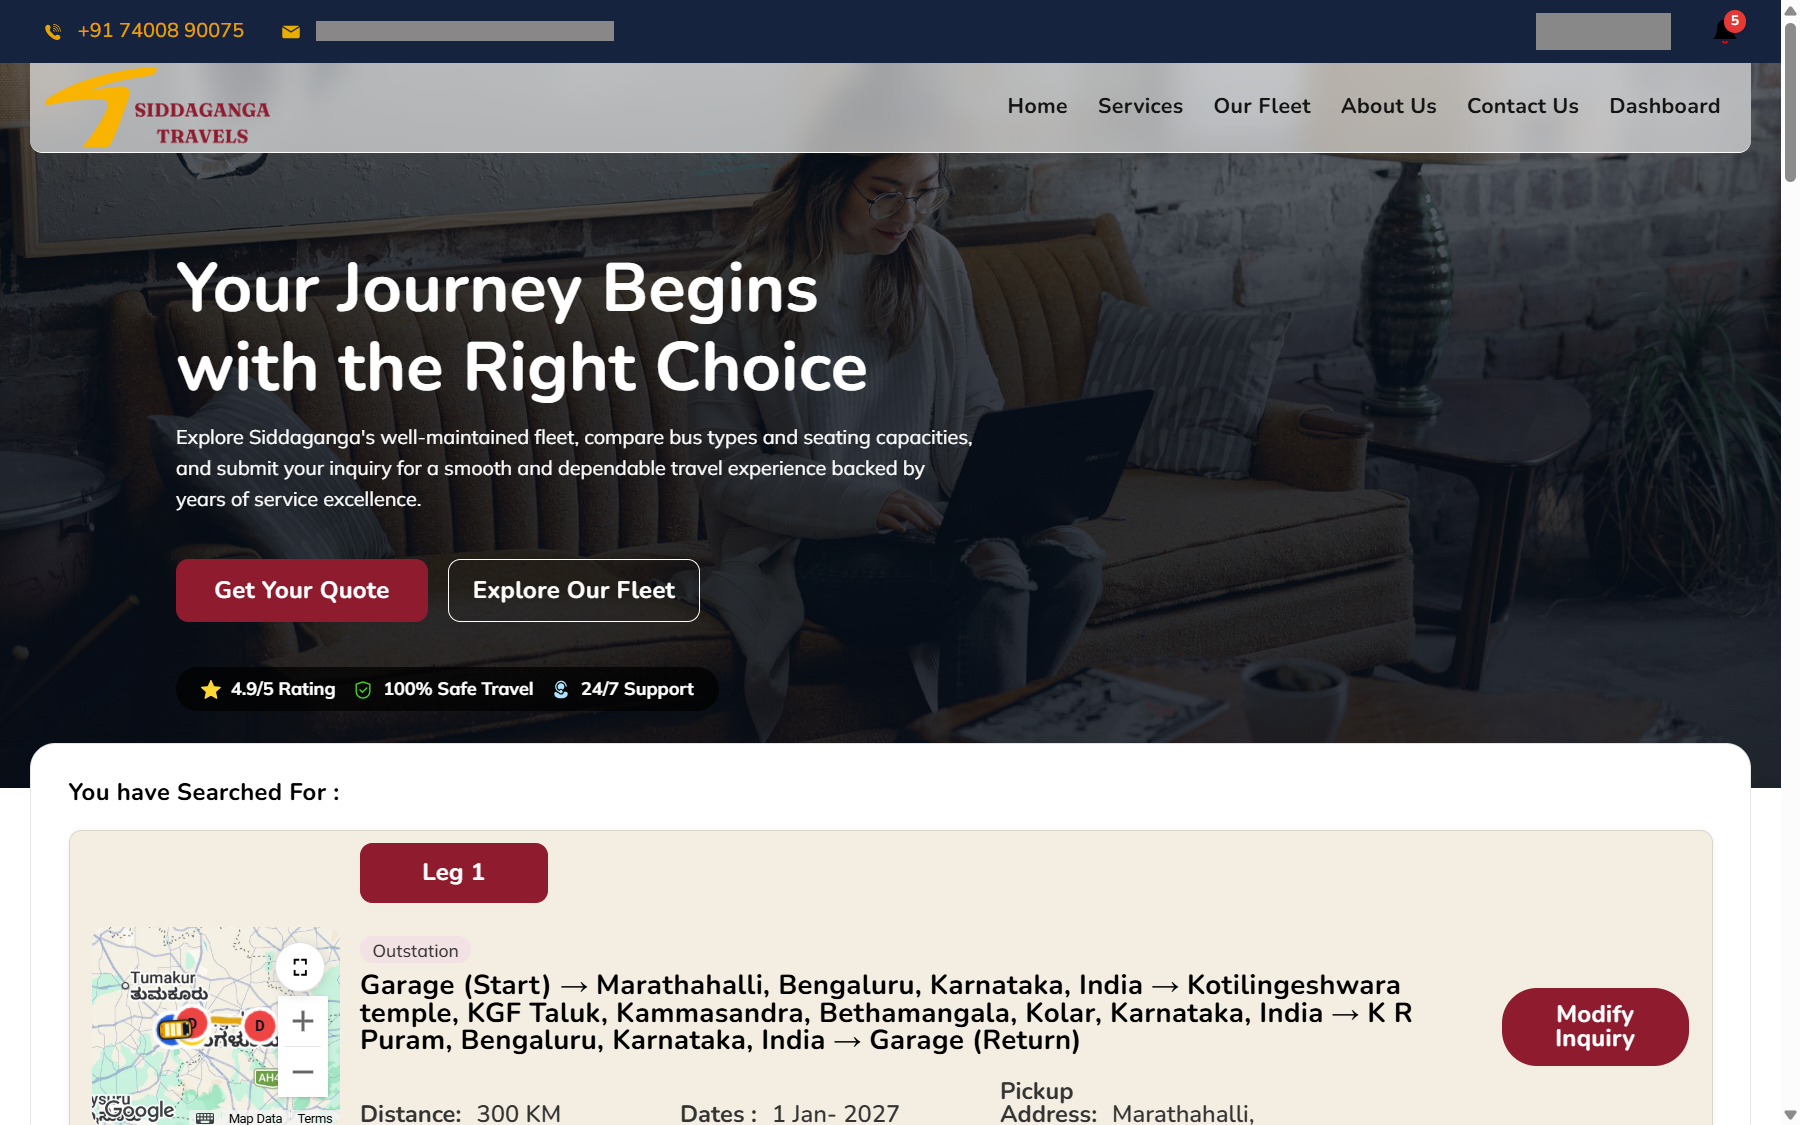 +91 74008 90075
5
SIDDAGANGA
TRAVELS
Home Services Our Fleet About Us Contact Us Dashboard
Your Journey Begins
with the Right Choice
Explore Siddaganga's well-maintained fleet, compare bus types and seating capacities,
and submit your inquiry for a smooth and dependable travel experience backed by
years of service excellence.
Get Your Quote Explore Our Fleet
4.9/5 Rating 100% Safe Travel 24/7 Support
You have Searched For :
Leg 1
Outstation
Garage (Start) → Marathahalli, Bengaluru, Karnataka, India → Kotilingeshwara
temple, KGF Taluk, Kammasandra, Bethamangala, Kolar, Karnataka, India → K R
Puram, Bengaluru, Karnataka, India → Garage (Return)
Modify
Inquiry
Tumakuru
ತುಮಕೂರು
D
AH4
Google
Map Data Terms
Distance: 300 KM
Dates : 1 Jan- 2027
Pickup
Address: Marathahalli,